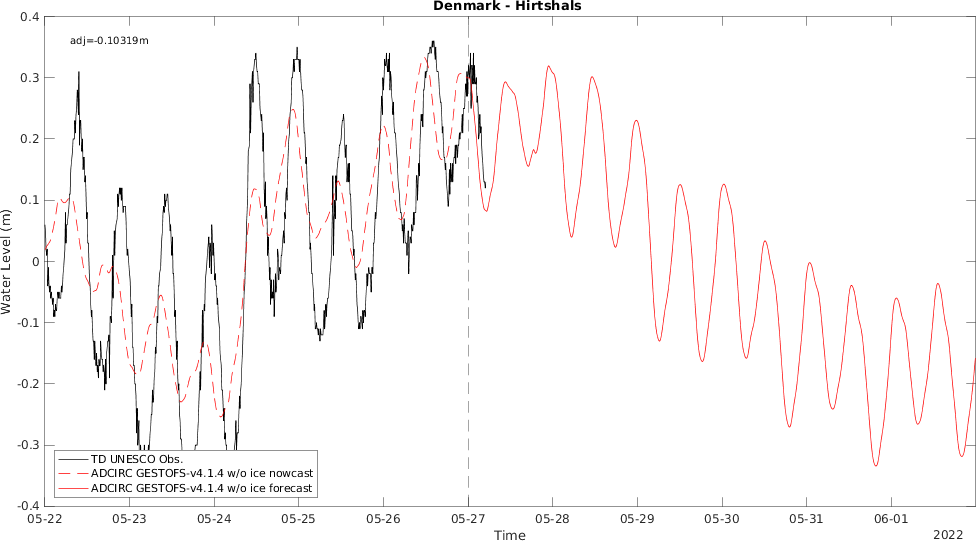 Denmark - Hirtshals
adj=-0.10319m
0.4
0.3
0.2
0.1
0
-0.1
-0.2
-0.3
-0.4
Water Level (m)
TD UNESCO Obs.
ADCIRC GESTOFS-v4.1.4 w/o ice nowcast
ADCIRC GESTOFS-v4.1.4 w/o ice forecast
05-22 05-23 05-24 05-25 05-26 05-27 05-28 05-29 05-30 05-31 06-01
Time
2022